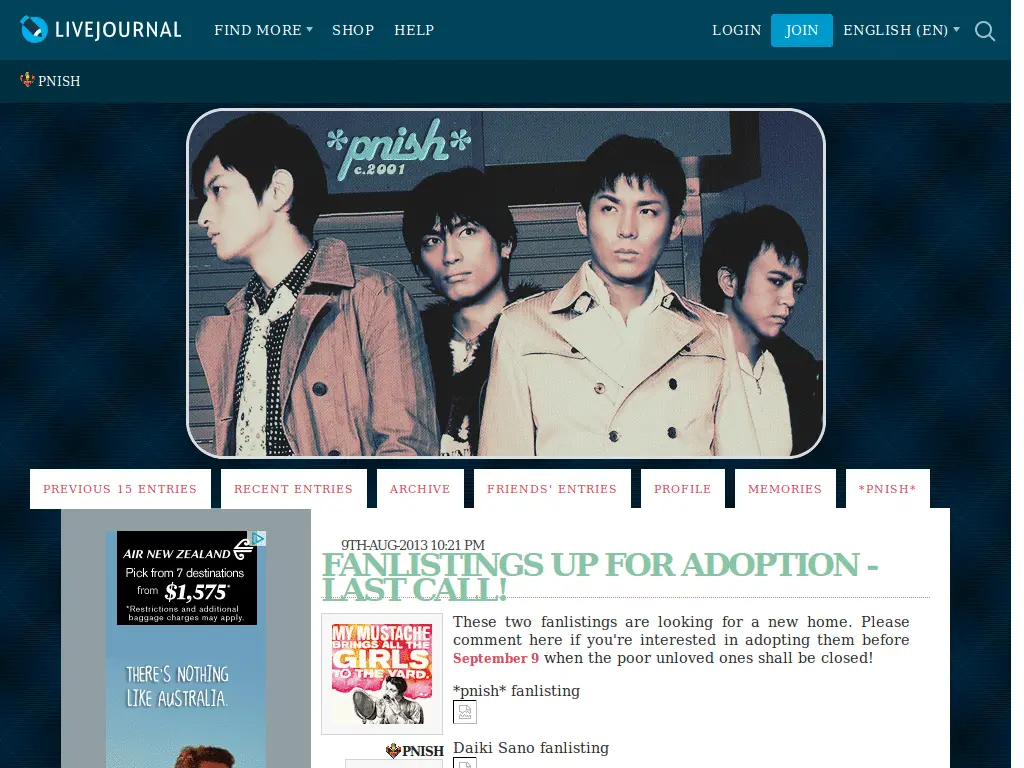 LIVEJOURNAL
FIND MORE
SHOP
HELP
LOGIN
JOIN
ENGLISH (EN)
PNISH
*pnish*
c.2001
PREVIOUS 15 ENTRIES
RECENT ENTRIES
ARCHIVE
FRIENDS' ENTRIES
PROFILE
MEMORIES
*PNISH*
AIR NEW ZEALAND
Pick from 7 destinations
from $1,575*
*Restrictions and additional
baggage charges may apply.
THERE'S NOTHING
LIKE AUSTRALIA.
9TH-AUG-2013 10:21 PM
FANLISTINGS UP FOR ADOPTION -
LAST CALL!
MY MUSTACHE
BRINGS ALL THE
GIRLS
TO THE YARD.
PNISH
These two fanlistings are looking for a new home. Please
comment here if you're interested in adopting them before
September 9 when the poor unloved ones shall be closed!
*pnish* fanlisting
Daiki Sano fanlisting